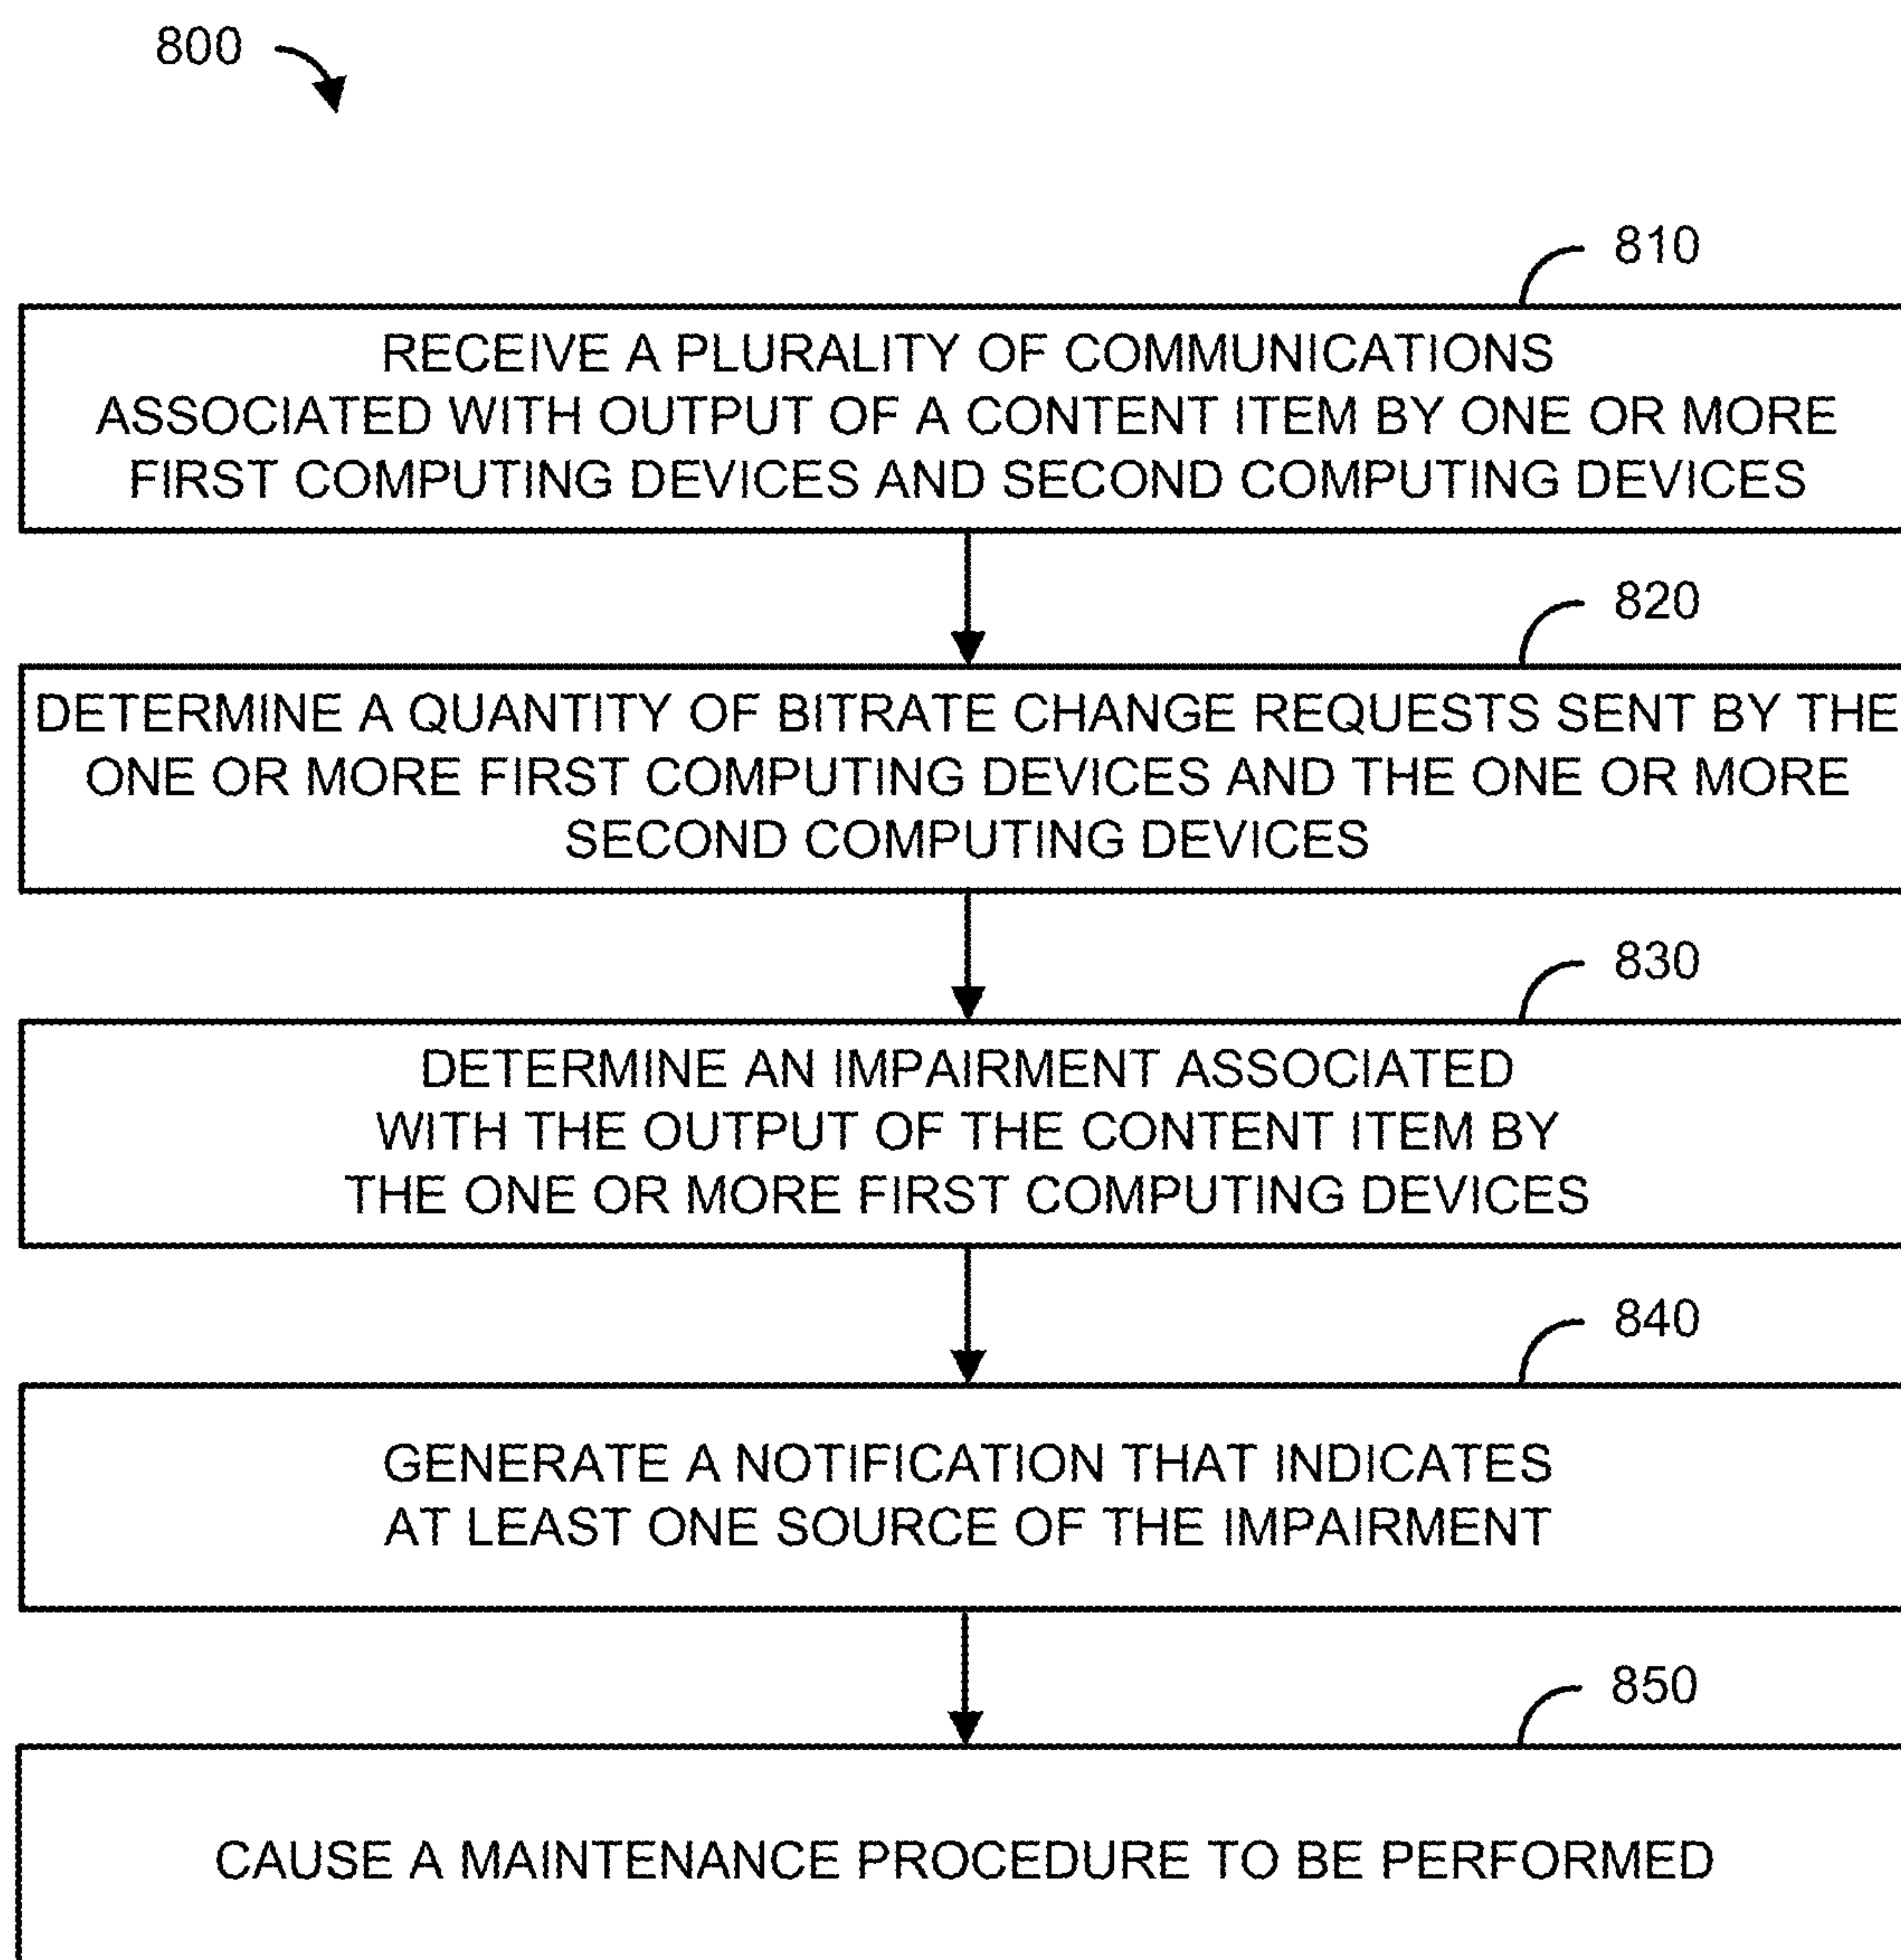 800
810
RECEIVE A PLURALITY OF COMMUNICATIONS
ASSOCIATED WITH OUTPUT OF A CONTENT ITEM BY ONE OR MORE
FIRST COMPUTING DEVICES AND SECOND COMPUTING DEVICES
820
DETERMINE A QUANTITY OF BITRATE CHANGE REQUESTS SENT BY THE
ONE OR MORE FIRST COMPUTING DEVICES AND THE ONE OR MORE
SECOND COMPUTING DEVICES
830
DETERMINE AN IMPAIRMENT ASSOCIATED
WITH THE OUTPUT OF THE CONTENT ITEM BY
THE ONE OR MORE FIRST COMPUTING DEVICES
840
GENERATE A NOTIFICATION THAT INDICATES
AT LEAST ONE SOURCE OF THE IMPAIRMENT
850
CAUSE A MAINTENANCE PROCEDURE TO BE PERFORMED